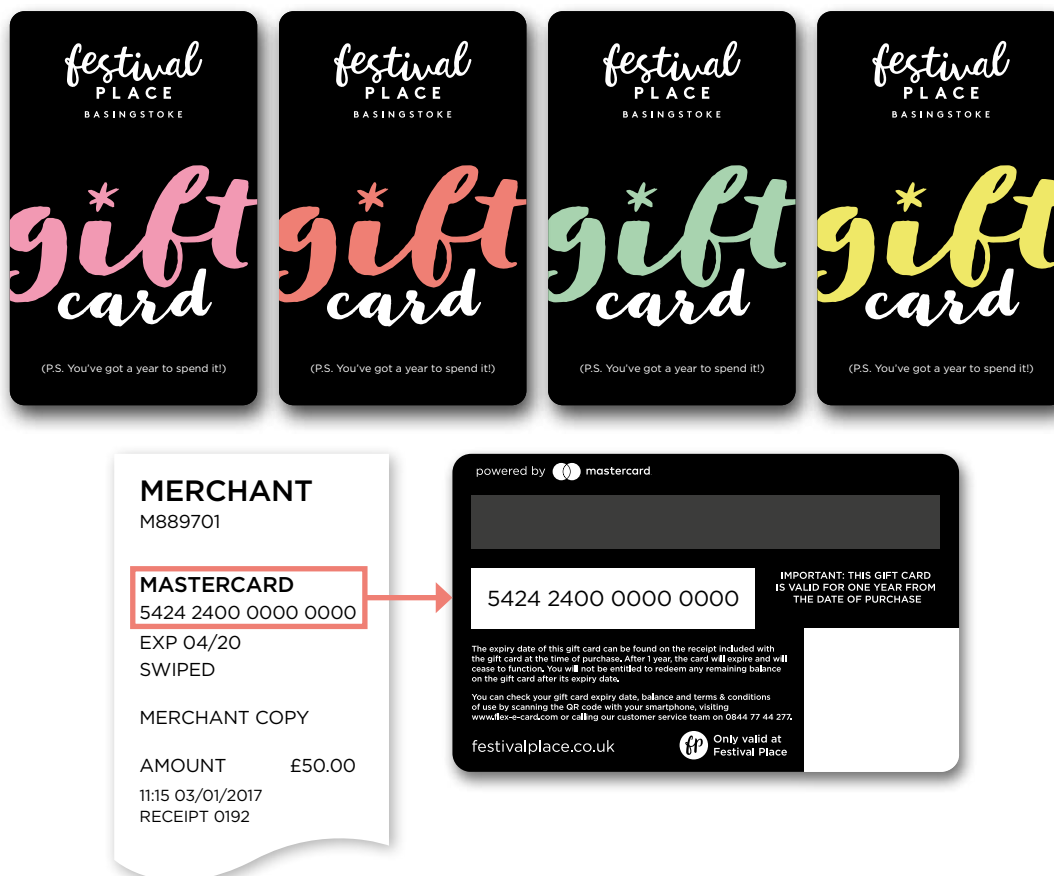 festival
PLACE
BASINGSTOKE
gift
card
(P.S. You've got a year to spend it!)
festival
PLACE
BASINGSTOKE
gift
card
(P.S. You've got a year to spend it!)
festival
PLACE
BASINGSTOKE
gift
card
(P.S. You've got a year to spend it!)
festival
PLACE
BASINGSTOKE
gift
card
(P.S. You've got a year to spend it!)
MERCHANT
M889701
MASTERCARD
5424 2400 0000 0000
EXP 04/20
SWIPED
MERCHANT COPY
AMOUNT £50.00
11:15 03/01/2017
RECEIPT 0192
powered by mastercard
5424 2400 0000 0000
IMPORTANT: THIS GIFT CARD
IS VALID FOR ONE YEAR FROM
THE DATE OF PURCHASE
The expiry date of this gift card can be found on the receipt included with
the gift card at the time of purchase. After 1 year, the card will expire and will
cease to function. You will not be entitled to redeem any remaining balance
on the gift card after its expiry date.
You can check your gift card expiry date, balance and terms & conditions
of use by scanning the QR code with your smartphone, visiting
www.flex-e-card.com or calling our customer service team on 0844 77 44 277.
festivalplace.co.uk
fp
Only valid at
Festival Place